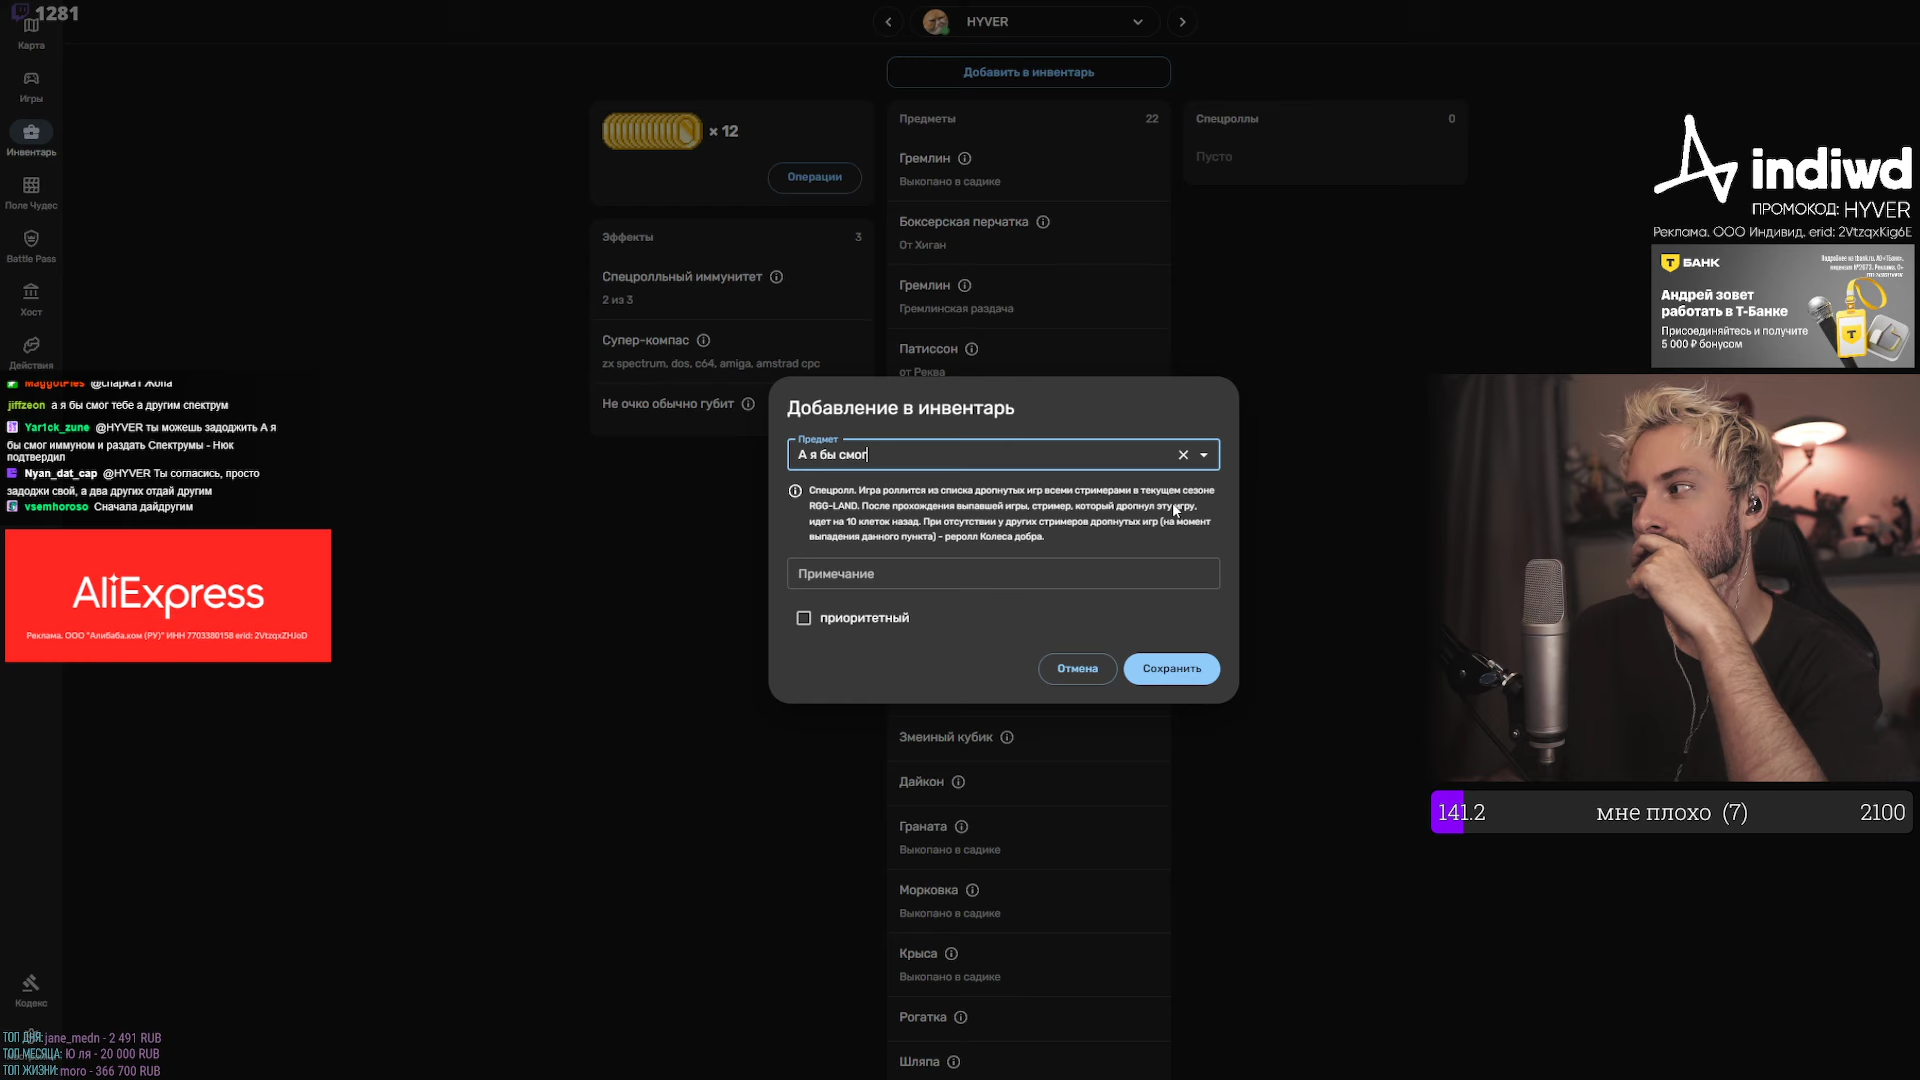 1281
Карта
Игры
Инвентарь
Поле Чудес
Battle Pass
Хост
Действия
HYVER
Добавить в инвентарь
× 12
Операции
Эффекты 3
Спецролльный иммунитет
2 из 3
Супер-компас
zx spectrum, dos, c64, amiga, amstrad cpc
Не очко обычно губит
Предметы 22
Гремлин
Выкопано в садике
Боксерская перчатка
От Хиган
Гремлин
Гремлинская раздача
Патиссон
от Реква
Спецроллы 0
Пусто
Добавление в инвентарь
Предмет
А я бы смог
Спецролл. Игра роллится из списка дропнутых игр всеми стримерами в текущем сезоне
RGG-LAND. После прохождения выпавшей игры, стример, который дропнул эту игру,
идет на 10 клеток назад. При отсутствии у других стримеров дропнутых игр (на момент
выпадения данного пункта) - реролл Колеса добра.
Примечание
приоритетный
Отмена
Сохранить
Змеиный кубик
Дайкон
Граната
Выкопано в садике
Морковка
Выкопано в садике
Крыса
Выкопано в садике
Рогатка
Шляпа
MaggotPies @спаркат Жопа
jiffzeon а я бы смог тебе а другим спектрум
Yar1ck_zune @HYVER ты можешь задоджить А я
бы смог иммуном и раздать Спектрумы - Нюк
подтвердил
Nyan_dat_cap @HYVER Ты согласись, просто
задоджи свой, а два других отдай другим
vsemhoroso Сначала дайдругим
AliExpress
Реклама. ООО "Алибаба.ком (РУ)" ИНН 7703380158 erid: 2VtzqxZHJoD
Кодекс
ТОП ДНЯ: jane_medn - 2 491 RUB
ТОП МЕСЯЦА: Ю ля - 20 000 RUB
ТОП ЖИЗНИ: moro - 366 700 RUB
indiwd
ПРОМОКОД: HYVER
Реклама. ООО Индивид. erid: 2VtzqxKig6E
Т БАНК
Андрей зовет
работать в Т-Банке
Присоединяйтесь и получите
5 000 ₽ бонусом
Т
141.2 мне плохо (7) 2100